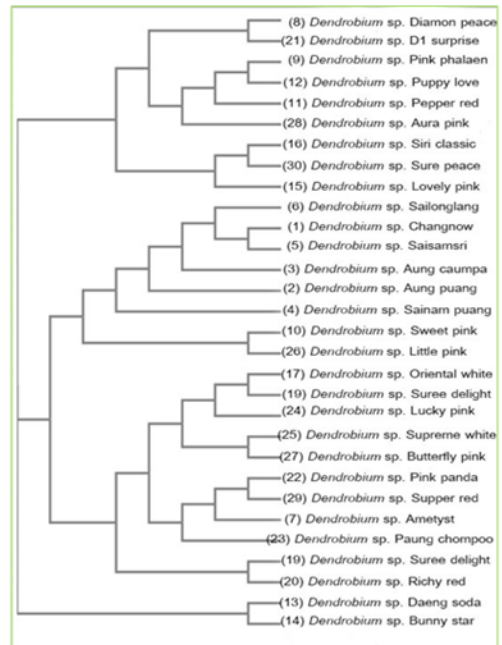 (8) Dendrobium sp. Diamon peace
(21) Dendrobium sp. D1 surprise
(9) Dendrobium sp. Pink phalaen
(12) Dendrobium sp. Puppy love
(11) Dendrobium sp. Pepper red
(28) Dendrobium sp. Aura pink
(16) Dendrobium sp. Siri classic
(30) Dendrobium sp. Sure peace
(15) Dendrobium sp. Lovely pink
(6) Dendrobium sp. Sailonglang
(1) Dendrobium sp. Changnow
(5) Dendrobium sp. Saisamsri
(3) Dendrobium sp. Aung caumpa
(2) Dendrobium sp. Aung puang
(4) Dendrobium sp. Sainam puang
(10) Dendrobium sp. Sweet pink
(26) Dendrobium sp. Little pink
(17) Dendrobium sp. Oriental white
(19) Dendrobium sp. Suree delight
(24) Dendrobium sp. Lucky pink
(25) Dendrobium sp. Supreme white
(27) Dendrobium sp. Butterfly pink
(22) Dendrobium sp. Pink panda
(29) Dendrobium sp. Supper red
(7) Dendrobium sp. Ametyst
(23) Dendrobium sp. Paung chompoo
(19) Dendrobium sp. Suree delight
(20) Dendrobium sp. Richy red
(13) Dendrobium sp. Daeng soda
(14) Dendrobium sp. Bunny star